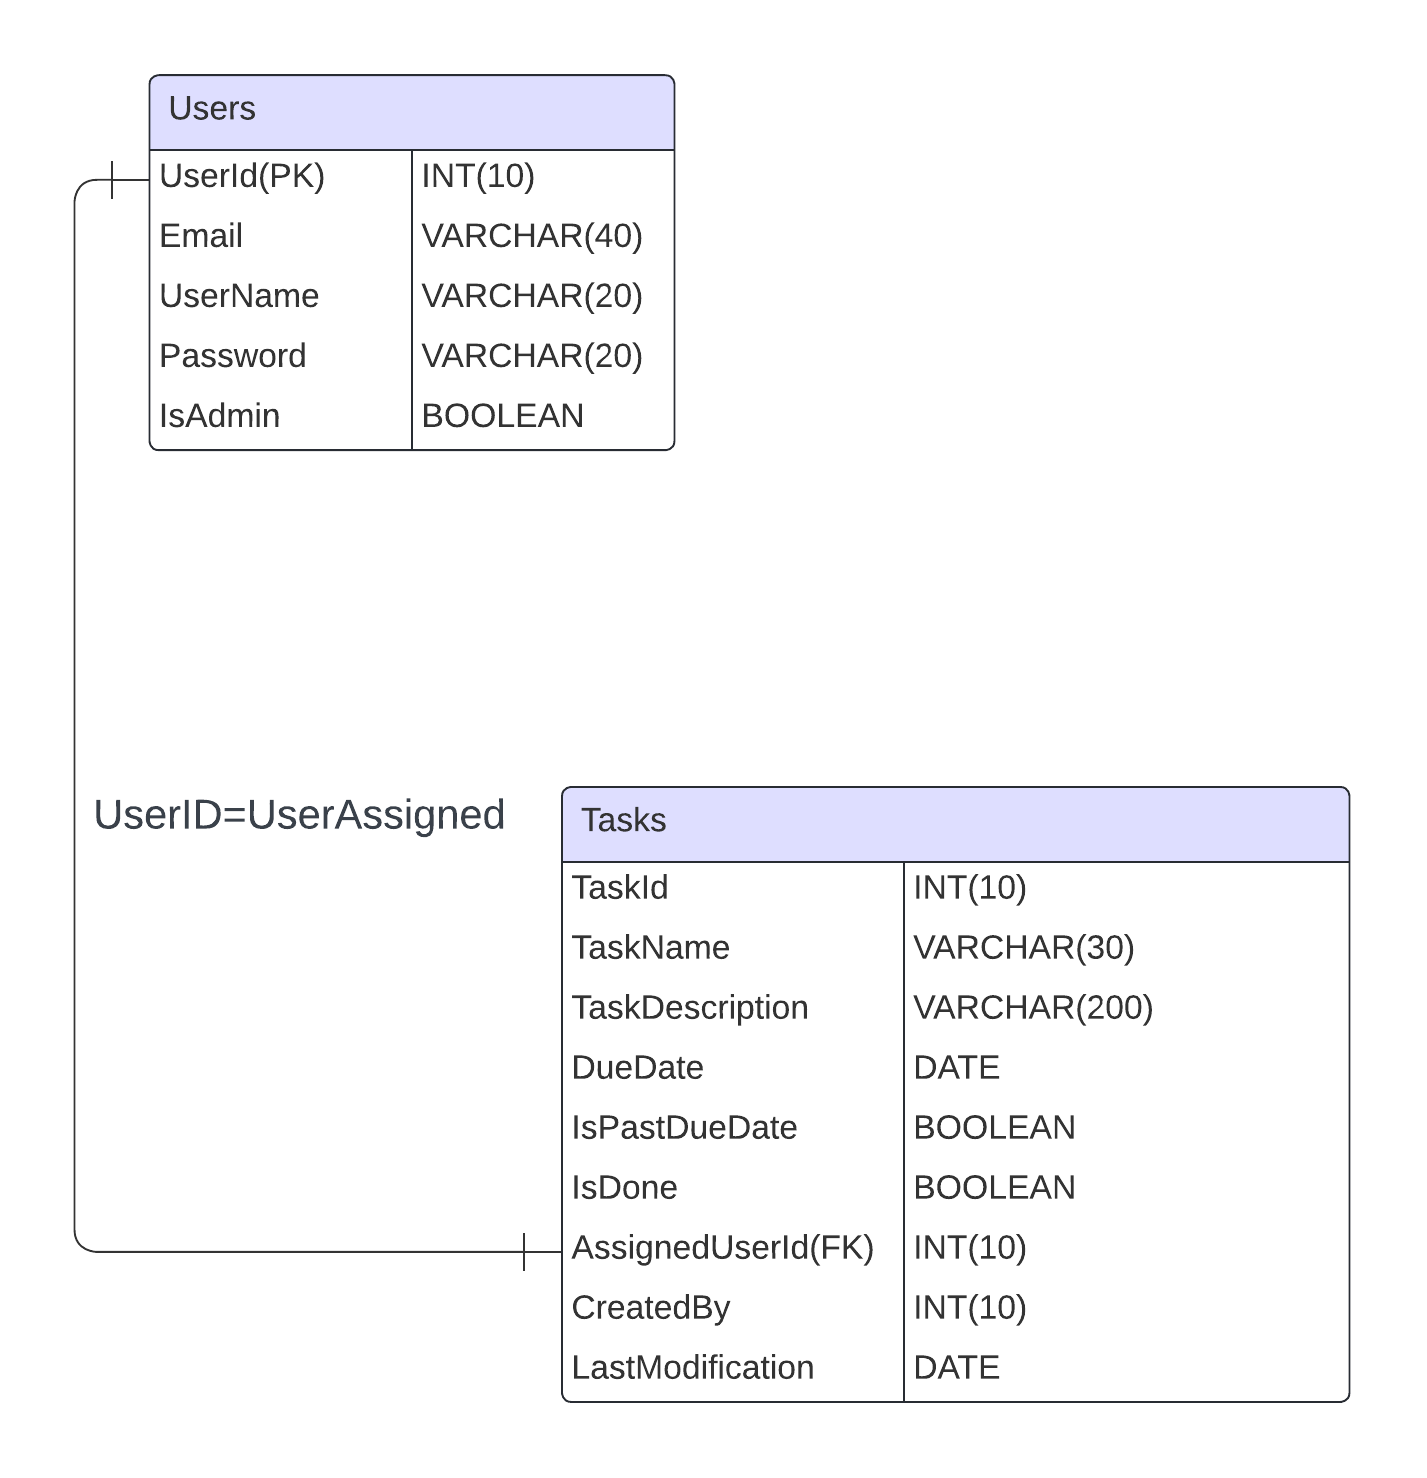 Users
UserId(PK) INT(10)
Email VARCHAR(40)
UserName VARCHAR(20)
Password VARCHAR(20)
IsAdmin BOOLEAN
UserID=UserAssigned
Tasks
TaskId INT(10)
TaskName VARCHAR(30)
TaskDescription VARCHAR(200)
DueDate DATE
IsPastDueDate BOOLEAN
IsDone BOOLEAN
AssignedUserId(FK) INT(10)
CreatedBy INT(10)
LastModification DATE